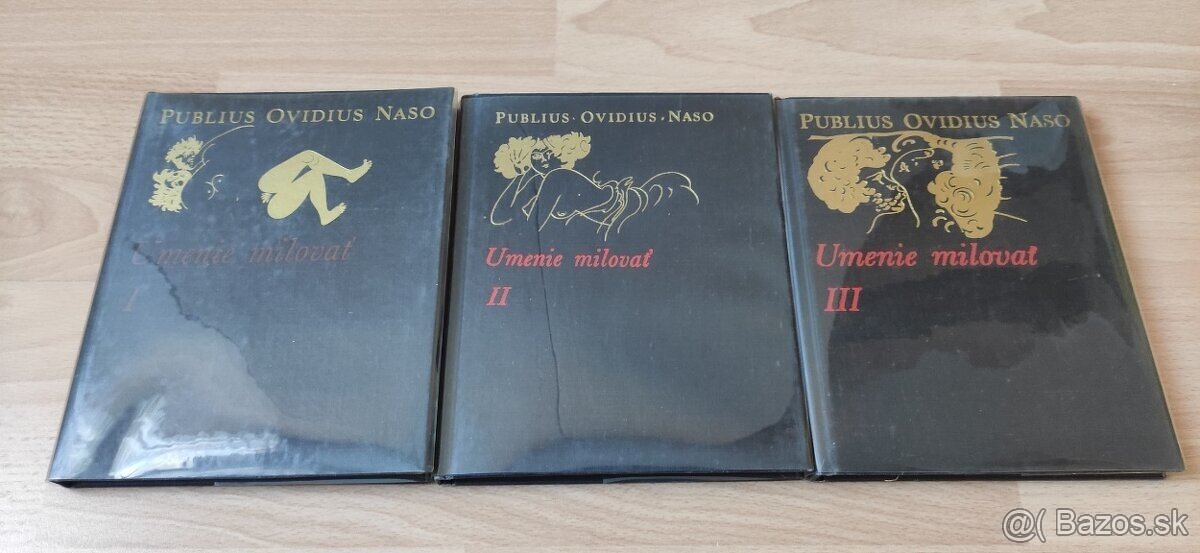 PUBLIUS OVIDIUS NASO
Umenie milovať
I
PUBLIUS · OVIDIUS · NASO
Umenie milovať
II
PUBLIUS OVIDIUS NASO
Umenie milovať
III
@( Bazos.sk